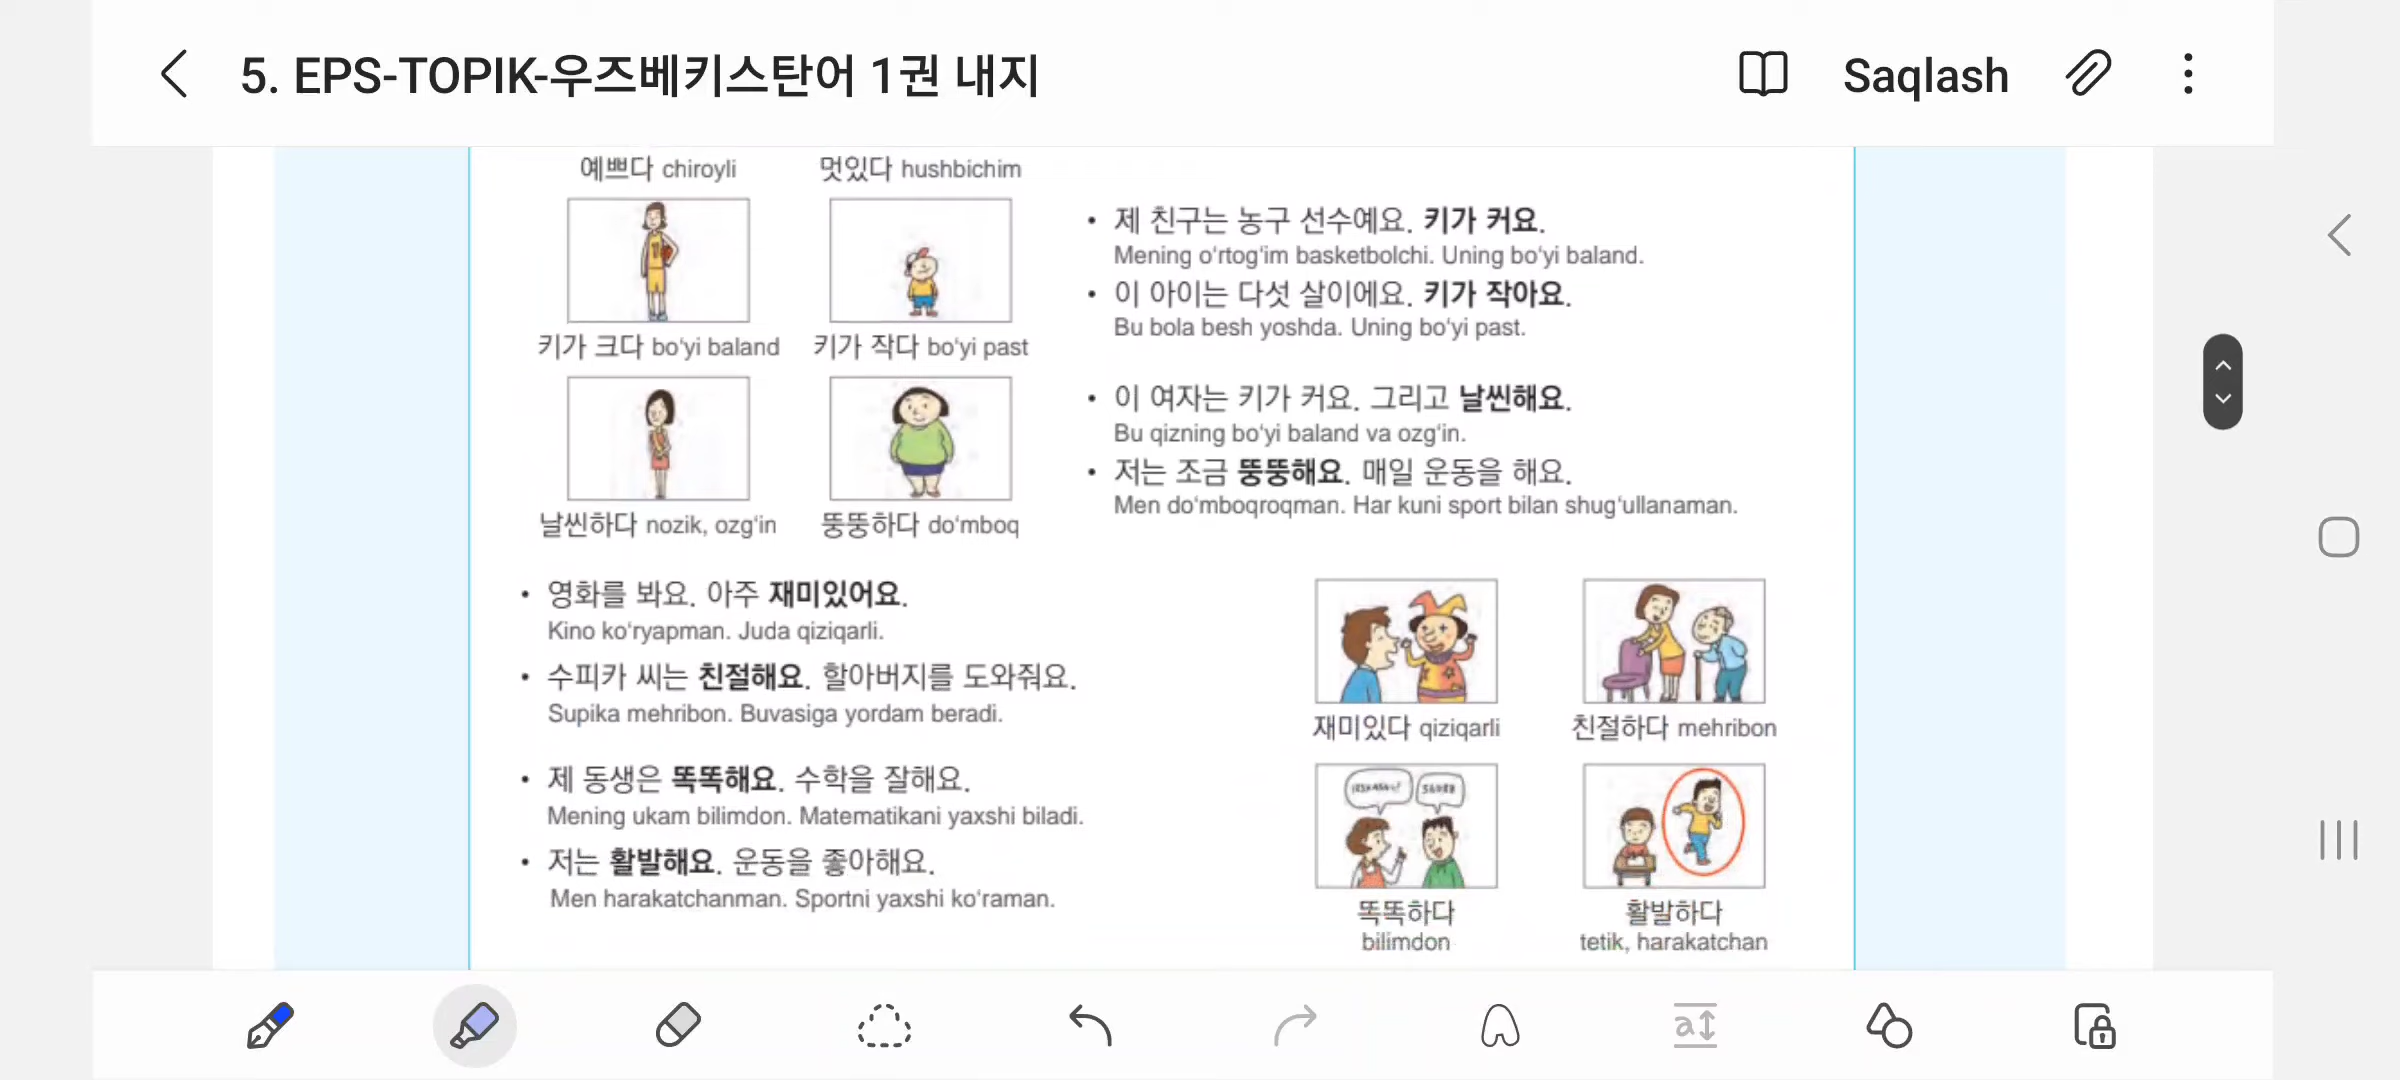 5. EPS-TOPIK-우즈베키스탄어 1권 내지
Saqlash
예쁘다 chiroyli
멋있다 hushbichim
키가 크다 bo‘yi baland
키가 작다 bo‘yi past
날씬하다 nozik, ozg‘in
뚱뚱하다 do‘mboq
• 제 친구는 농구 선수예요. 키가 커요.
Mening o‘rtog‘im basketbolchi. Uning bo‘yi baland.
• 이 아이는 다섯 살이에요. 키가 작아요.
Bu bola besh yoshda. Uning bo‘yi past.
• 이 여자는 키가 커요. 그리고 날씬해요.
Bu qizning bo‘yi baland va ozg‘in.
• 저는 조금 뚱뚱해요. 매일 운동을 해요.
Men do‘mboqroqman. Har kuni sport bilan shug‘ullanaman.
• 영화를 봐요. 아주 재미있어요.
Kino ko‘ryapman. Juda qiziqarli.
• 수피카 씨는 친절해요. 할아버지를 도와줘요.
Supika mehribon. Buvasiga yordam beradi.
• 제 동생은 똑똑해요. 수학을 잘해요.
Mening ukam bilimdon. Matematikani yaxshi biladi.
• 저는 활발해요. 운동을 좋아해요.
Men harakatchanman. Sportni yaxshi ko‘raman.
재미있다 qiziqarli
친절하다 mehribon
똑똑하다
bilimdon
활발하다
tetik, harakatchan